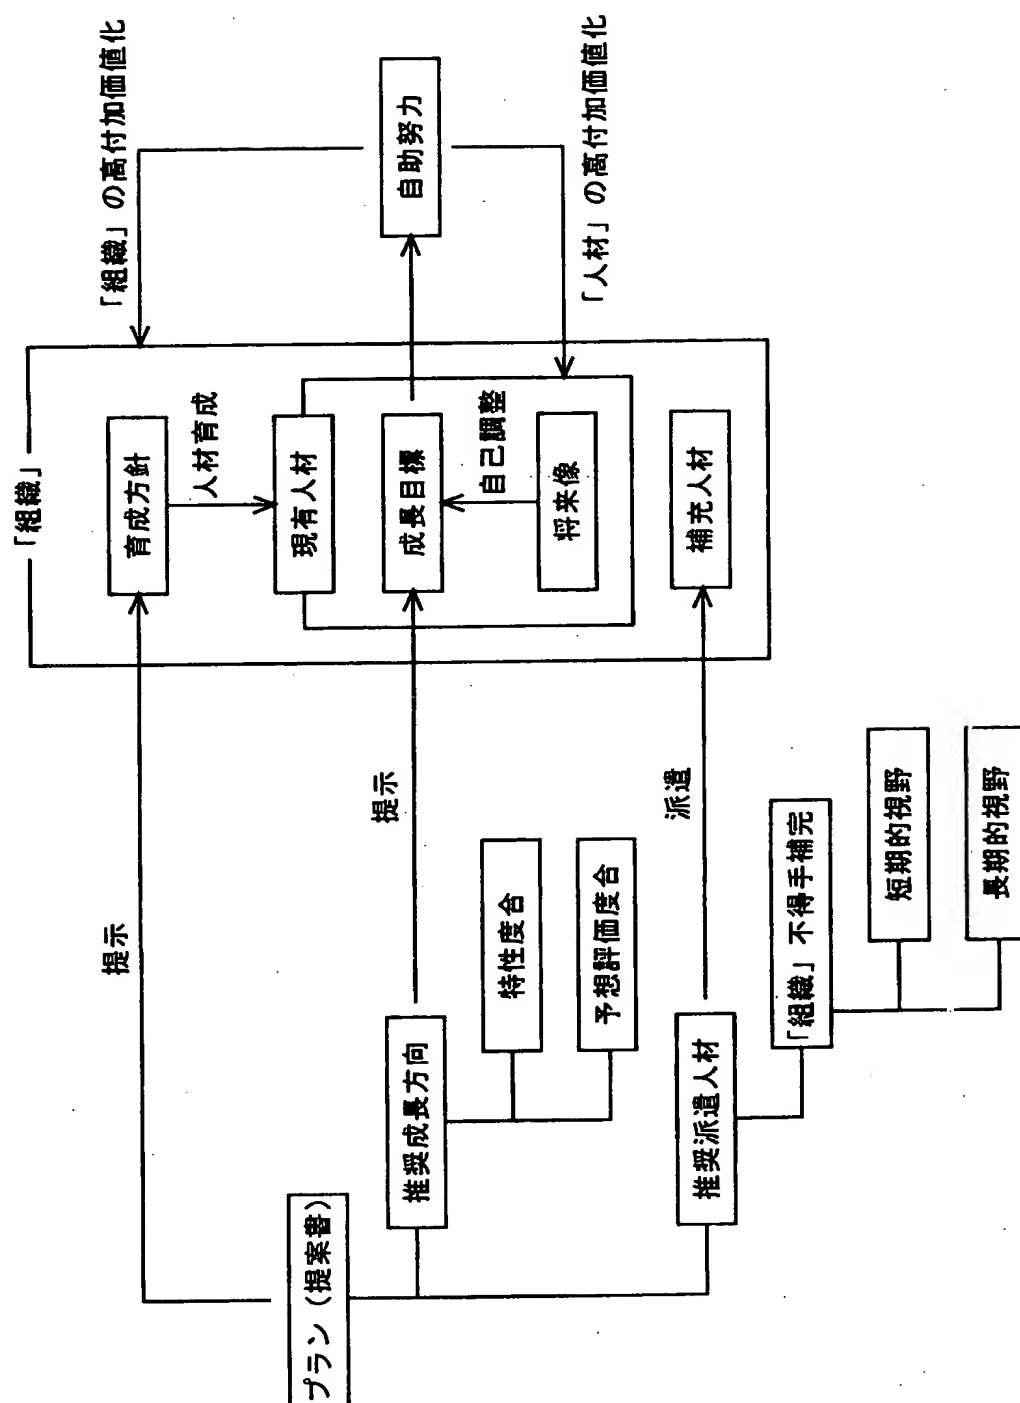 プラン（提案書）
提示
推奨成長方向
特性度合
予想評価度合
提示
推奨派遣人材
「組織」不得手補完
短期的視野
長期的視野
派遣
「組織」
育成方針
人材育成
現有人材
成長目標
自己調整
将来像
補充人材
自助努力
「組織」の高付加価値化
「人材」の高付加価値化